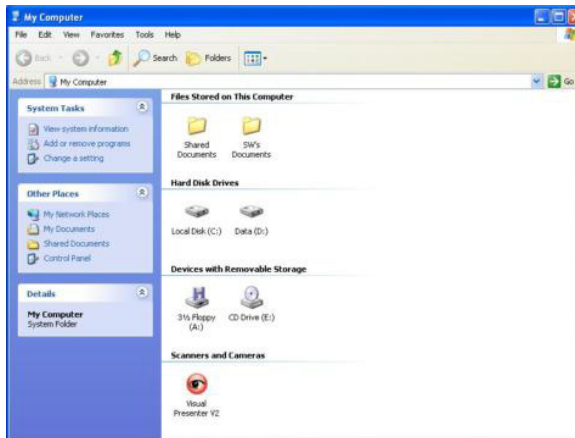 My Computer
File Edit View Favorites Tools Help
Back Search Folders
Address My Computer Go
System Tasks
View system information
Add or remove programs
Change a setting
Other Places
My Network Places
My Documents
Shared Documents
Control Panel
Details
My Computer
System Folder
Files Stored on This Computer
Shared Documents
SW's Documents
Hard Disk Drives
Local Disk (C:) Data (D:)
Devices with Removable Storage
3½ Floppy (A:)
CD Drive (E:)
Scanners and Cameras
Visual
Presenter V2